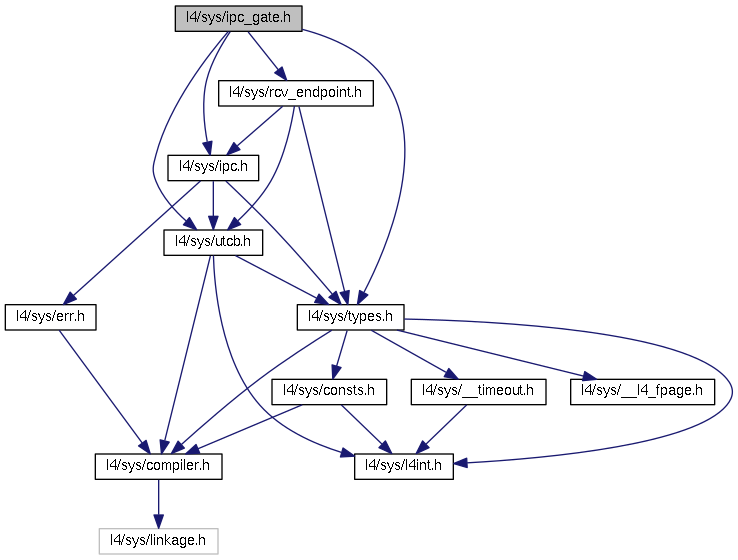 l4/sys/ipc_gate.h
l4/sys/rcv_endpoint.h
l4/sys/ipc.h
l4/sys/utcb.h
l4/sys/err.h
l4/sys/types.h
l4/sys/consts.h
l4/sys/__timeout.h
l4/sys/__l4_fpage.h
l4/sys/compiler.h
l4/sys/l4int.h
l4/sys/linkage.h